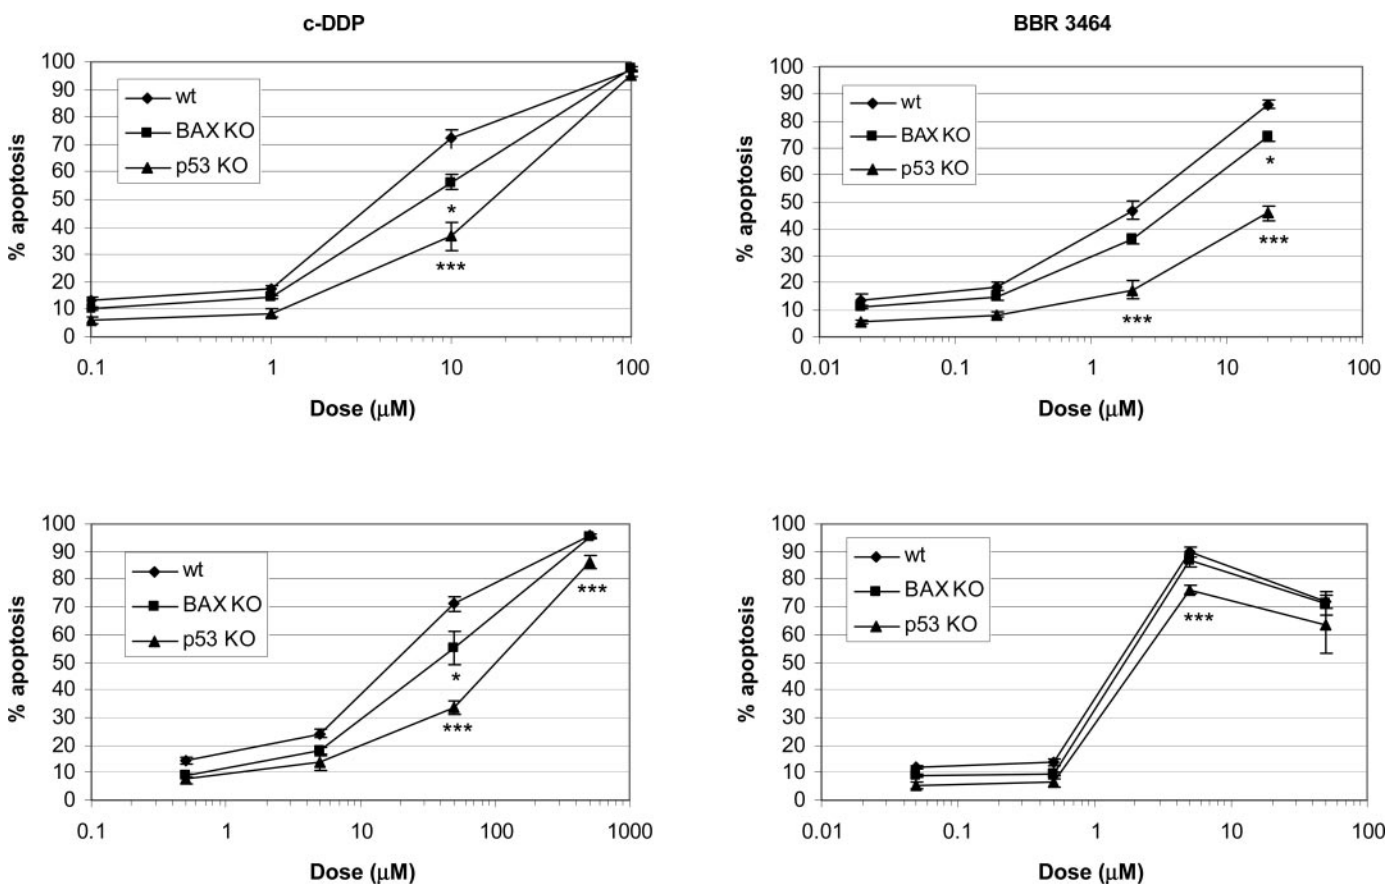 c-DDP
% apoptosis
100
90
80
70
60
50
40
30
20
10
0
wt
BAX KO
p53 KO
*
***
0.1 1 10 100
Dose (μM)
BBR 3464
% apoptosis
100
90
80
70
60
50
40
30
20
10
0
wt
BAX KO
p53 KO
*
***
***
0.01 0.1 1 10 100
Dose (μM)
% apoptosis
100
90
80
70
60
50
40
30
20
10
0
wt
BAX KO
p53 KO
***
*
***
0.1 1 10 100 1000
Dose (μM)
% apoptosis
100
90
80
70
60
50
40
30
20
10
0
wt
BAX KO
p53 KO
***
0.01 0.1 1 10 100
Dose (μM)